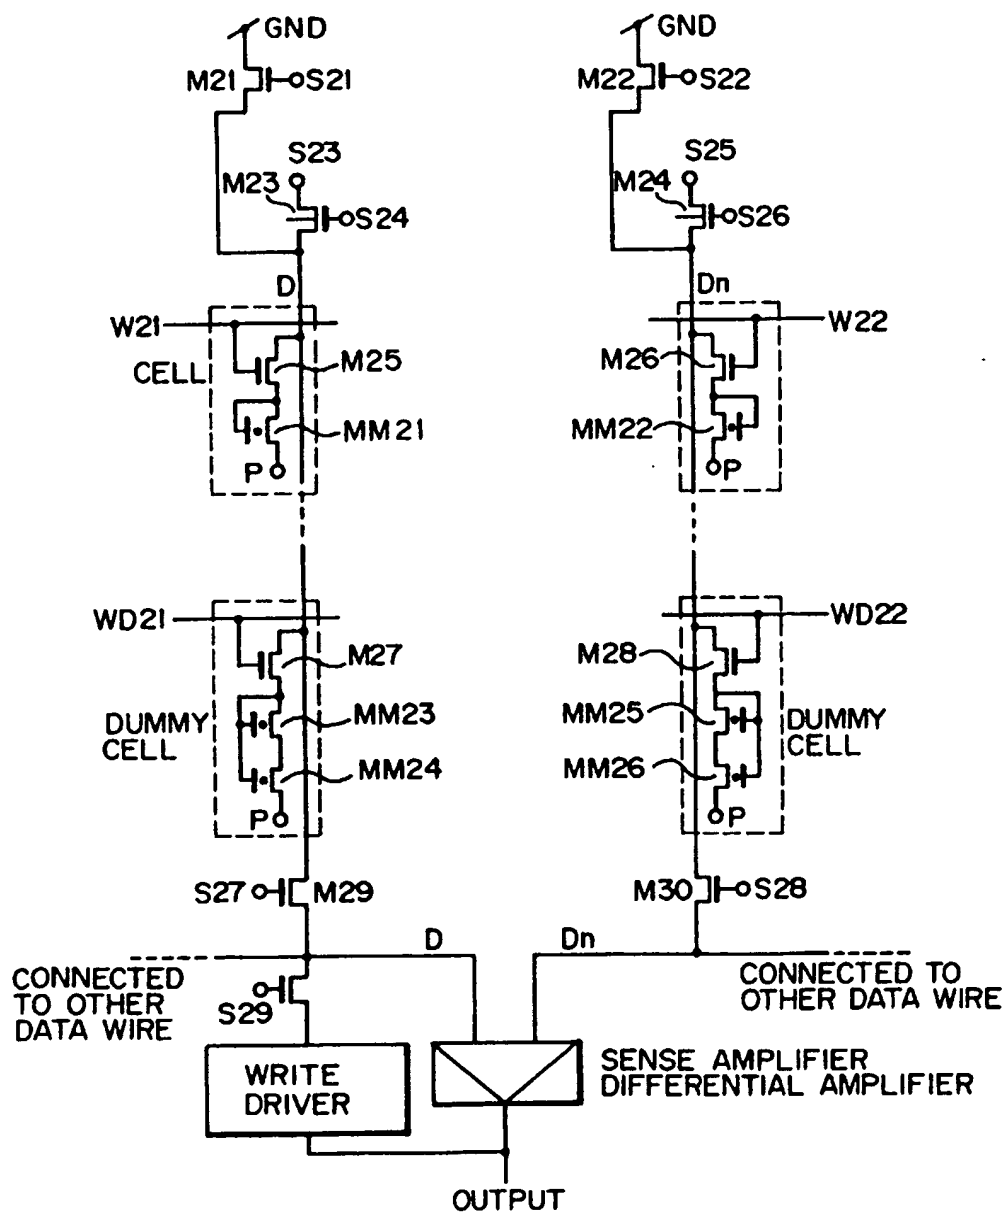 GND
GND
M21
S21
M22
S22
S23
S25
M23
S24
M24
S26
D
Dn
W21
W22
CELL
M25
M26
MM21
MM22
P
P
WD21
WD22
M27
M28
DUMMY
CELL
MM23
MM25
DUMMY
CELL
MM24
MM26
P
P
S27
M29
M30
S28
D
Dn
CONNECTED
TO OTHER
DATA WIRE
S29
CONNECTED TO
OTHER DATA WIRE
WRITE
DRIVER
SENSE AMPLIFIER
DIFFERENTIAL AMPLIFIER
OUTPUT